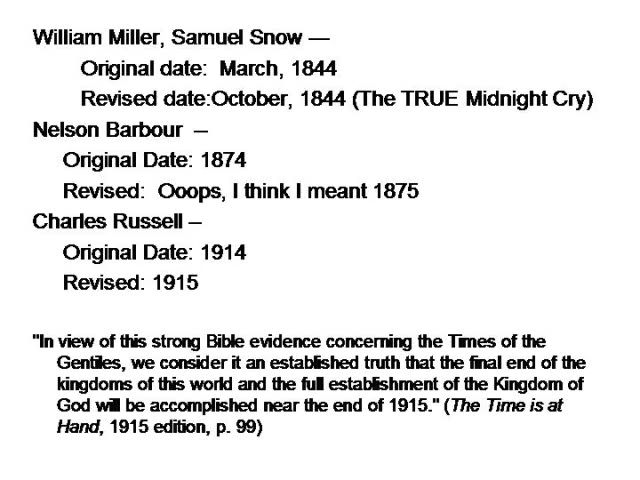 William Miller, Samuel Snow —
Original date:  March, 1844
Revised date:October, 1844 (The TRUE Midnight Cry)
Nelson Barbour  –
Original Date: 1874
Revised:  Ooops, I think I meant 1875
Charles Russell –
Original Date: 1914
Revised: 1915
"In view of this strong Bible evidence concerning the Times of the
Gentiles, we consider it an established truth that the final end of the
kingdoms of this world and the full establishment of the Kingdom of
God will be accomplished near the end of 1915." (The Time is at
Hand, 1915 edition, p. 99)